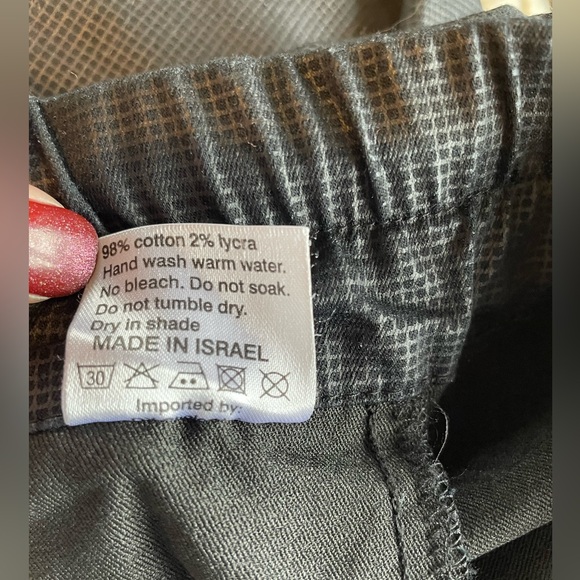 98% cotton 2% lycra
Hand wash warm water.
No bleach. Do not soak.
Do not tumble dry.
Dry in shade
MADE IN ISRAEL
30
Imported by: